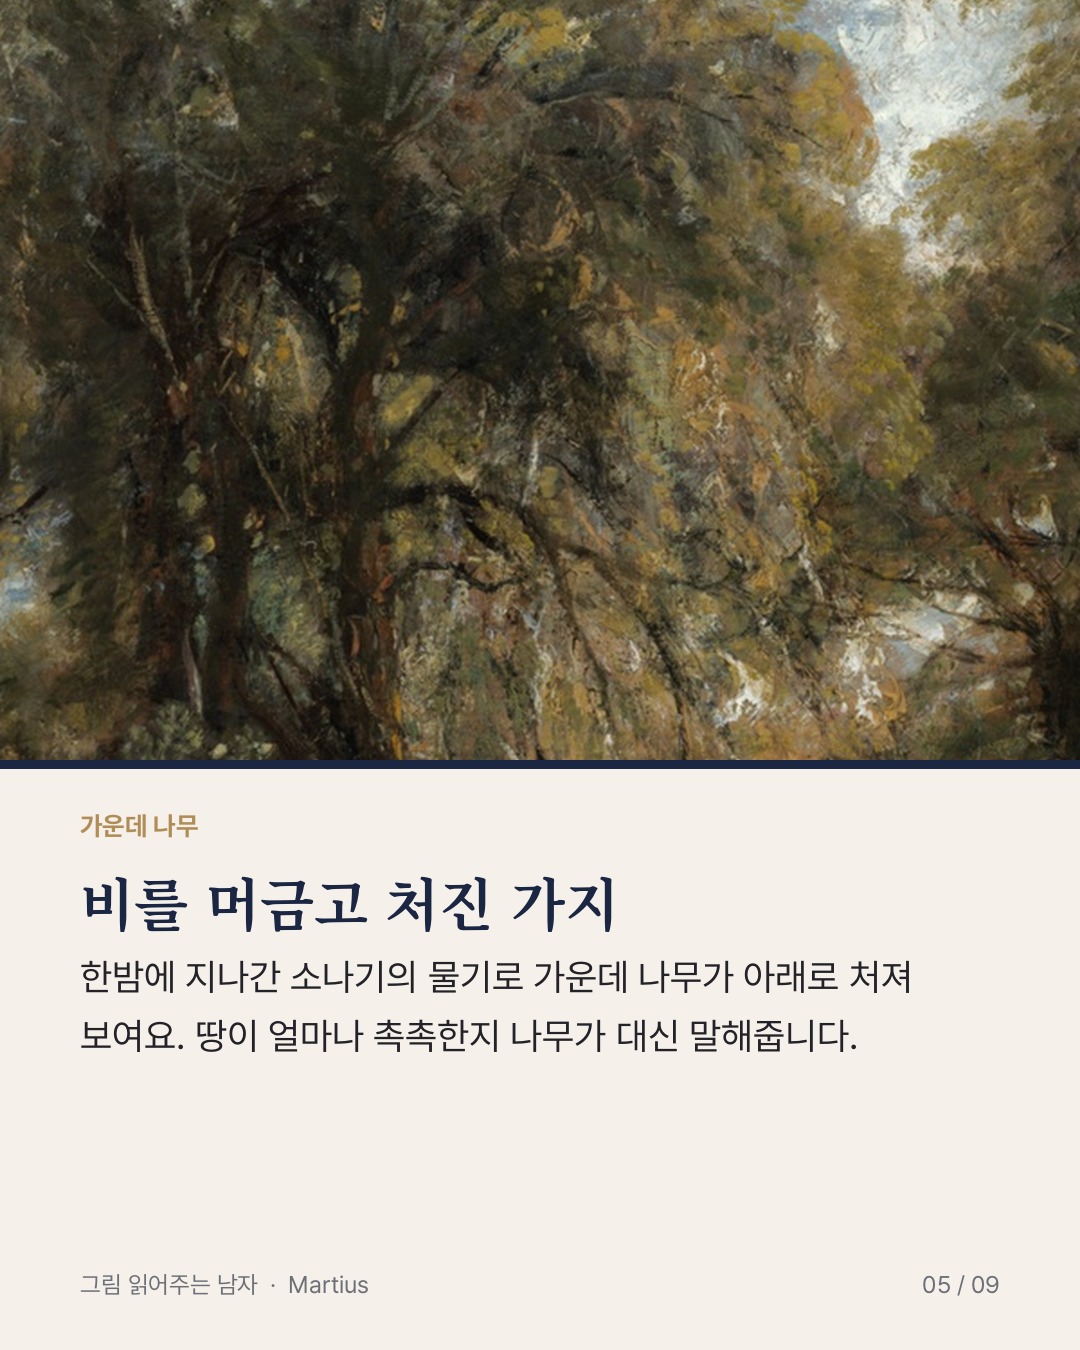 가운데 나무
비를 머금고 처진 가지
한밤에 지나간 소나기의 물기로 가운데 나무가 아래로 처져
보여요. 땅이 얼마나 촉촉한지 나무가 대신 말해줍니다.
그림 읽어주는 남자 · Martius
05 / 09